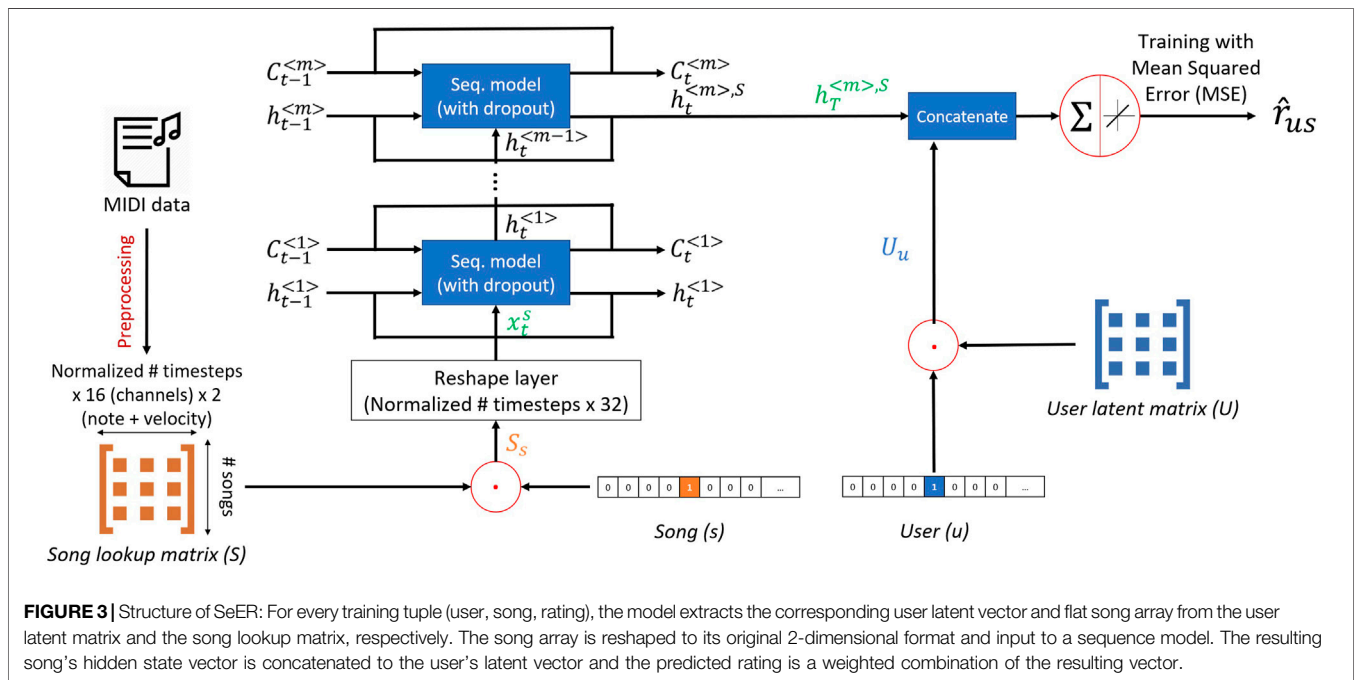 MIDI data
Preprocessing
Normalized # timesteps
x 16 (channels) x 2
(note + velocity)
# songs
Song lookup matrix (S)
C_{t-1}^{<m>}
h_{t-1}^{<m>}
Seq. model
(with dropout)
C_t^{<m>}
h_t^{<m>,S}
h_t^{<m-1>}
⋮
h_t^{<1>}
C_{t-1}^{<1>}
h_{t-1}^{<1>}
Seq. model
(with dropout)
C_t^{<1>}
h_t^{<1>}
x_t^s
Reshape layer
(Normalized # timesteps x 32)
S_s
0 0 0 0 1 0 0 0 ...
Song (s)
h_T^{<m>,S}
Concatenate
Σ
Training with
Mean Squared
Error (MSE)
r̂_{us}
U_u
User latent matrix (U)
0 0 0 0 1 0 0 0 ...
User (u)
FIGURE 3 | Structure of SeER: For every training tuple (user, song, rating), the model extracts the corresponding user latent vector and flat song array from the user
latent matrix and the song lookup matrix, respectively. The song array is reshaped to its original 2-dimensional format and input to a sequence model. The resulting
song's hidden state vector is concatenated to the user's latent vector and the predicted rating is a weighted combination of the resulting vector.